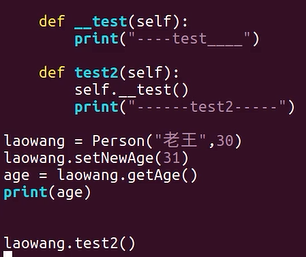 def __test(self):
print("----test____")
def test2(self):
self.__test()
print("------test2-----")
laowang = Person("老王",30)
laowang.setNewAge(31)
age = laowang.getAge()
print(age)
laowang.test2()